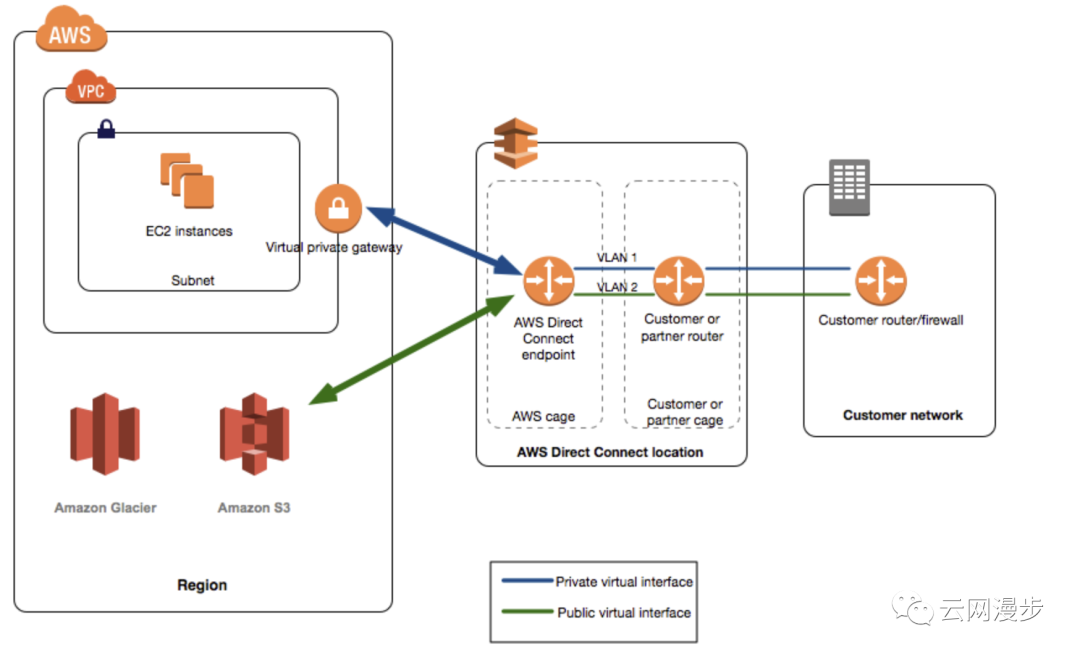 AWS
VPC
EC2 instances
Subnet
Virtual private gateway
Amazon Glacier
Amazon S3
Region
VLAN 1
VLAN 2
AWS Direct
Connect
endpoint
Customer or
partner router
AWS cage
Customer or
partner cage
AWS Direct Connect location
Customer router/firewall
Customer network
Private virtual interface
Public virtual interface
云网漫步